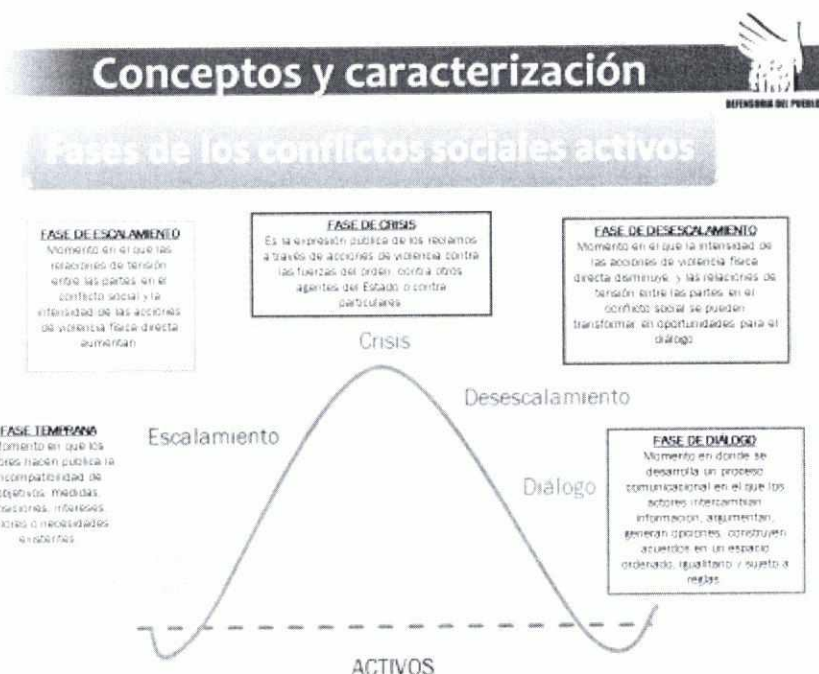 Conceptos y caracterización
DEFENSORIA DEL PUEBLO
Fases de los conflictos sociales activos
FASE DE ESCALAMIENTO
Momento en el que las
relaciones de tensión
entre las partes en el
conflicto social y la
intensidad de las acciones
de violencia física directa
aumentan
FASE DE CRISIS
Es la expresión pública de los reclamos
a través de acciones de violencia contra
las fuerzas del orden, contra otros
agentes del Estado o contra
particulares
FASE DE DESESCALAMIENTO
Momento en el que la intensidad de
las acciones de violencia física
directa disminuye, y las relaciones de
tensión entre las partes en el
conflicto social se pueden
transformar en oportunidades para el
diálogo
Crisis
Desescalamiento
Escalamiento
Diálogo
FASE TEMPRANA
omento en que los
ores hacen pública la
ncompatibilidad de
bjetivos, medidas,
osiciones, intereses,
lores o necesidades
existentes
FASE DE DIÁLOGO
Momento en donde se
desarrolla un proceso
comunicacional en el que los
actores intercambian
información, argumentan,
generan opciones, construyen
acuerdos en un espacio
ordenado, igualitario y sujeto a
reglas
ACTIVOS